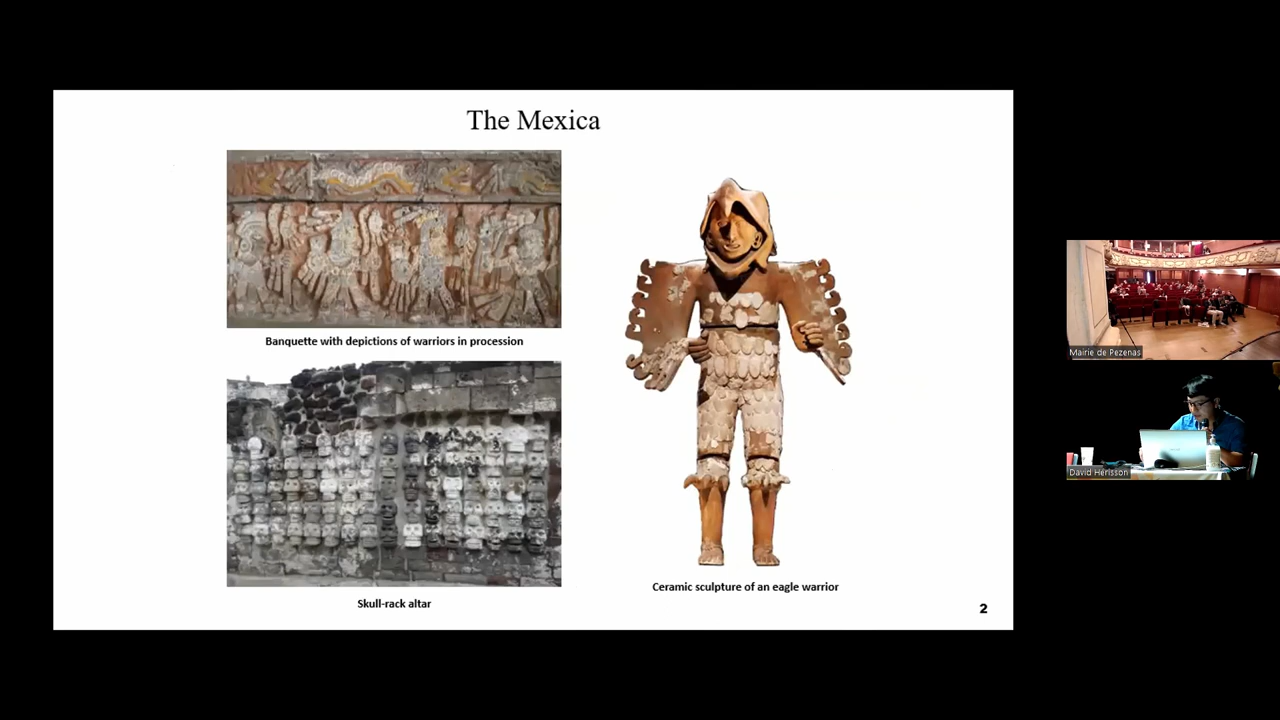 The Mexica
Banquette with depictions of warriors in procession
Skull-rack altar
Ceramic sculpture of an eagle warrior
2
Mairie de Pezenas
David Herisson